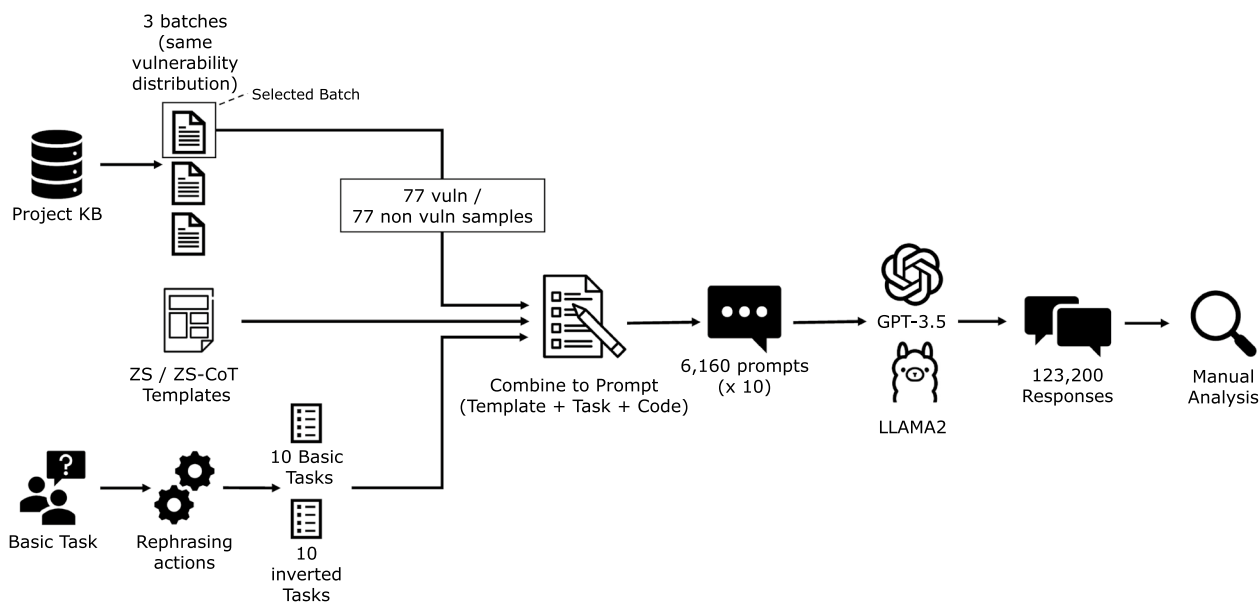 3 batches
(same
vulnerability
distribution)
Selected Batch
Project KB
77 vuln /
77 non vuln samples
ZS / ZS-CoT
Templates
Combine to Prompt
(Template + Task + Code)
6,160 prompts
(x 10)
GPT-3.5
LLAMA2
123,200
Responses
Manual
Analysis
?
Basic Task
Rephrasing
actions
10 Basic
Tasks
10
inverted
Tasks